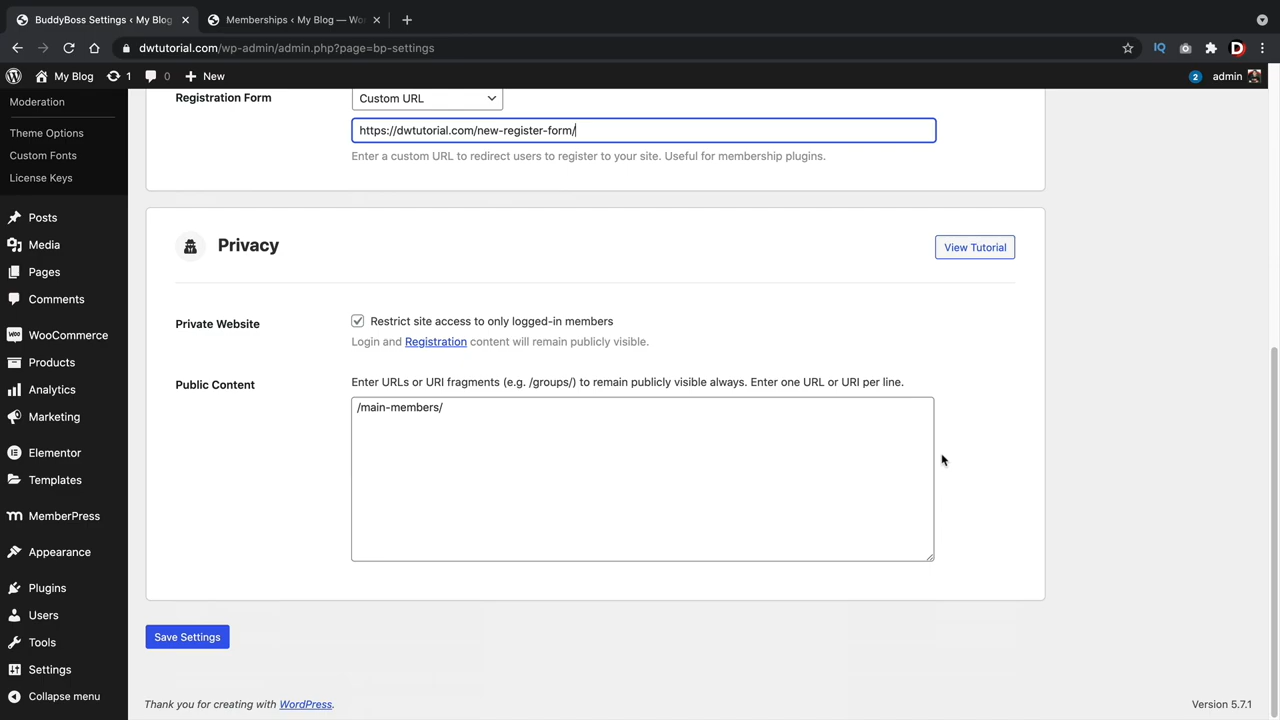 BuddyBoss Settings ‹ My Blog
Memberships ‹ My Blog — Wo
dwtutorial.com/wp-admin/admin.php?page=bp-settings
IQ
D
My Blog
1
0
New
2
admin
Moderation
Theme Options
Custom Fonts
License Keys
Posts
Media
Pages
Comments
WooCommerce
Products
Analytics
Marketing
Elementor
Templates
MemberPress
Appearance
Plugins
Users
Tools
Settings
Collapse menu
Registration Form
Custom URL
https://dwtutorial.com/new-register-form/
Enter a custom URL to redirect users to register to your site. Useful for membership plugins.
Privacy
View Tutorial
Private Website
Restrict site access to only logged-in members
Login and Registration content will remain publicly visible.
Public Content
Enter URLs or URI fragments (e.g. /groups/) to remain publicly visible always. Enter one URL or URI per line.
/main-members/
Save Settings
Thank you for creating with WordPress.
Version 5.7.1